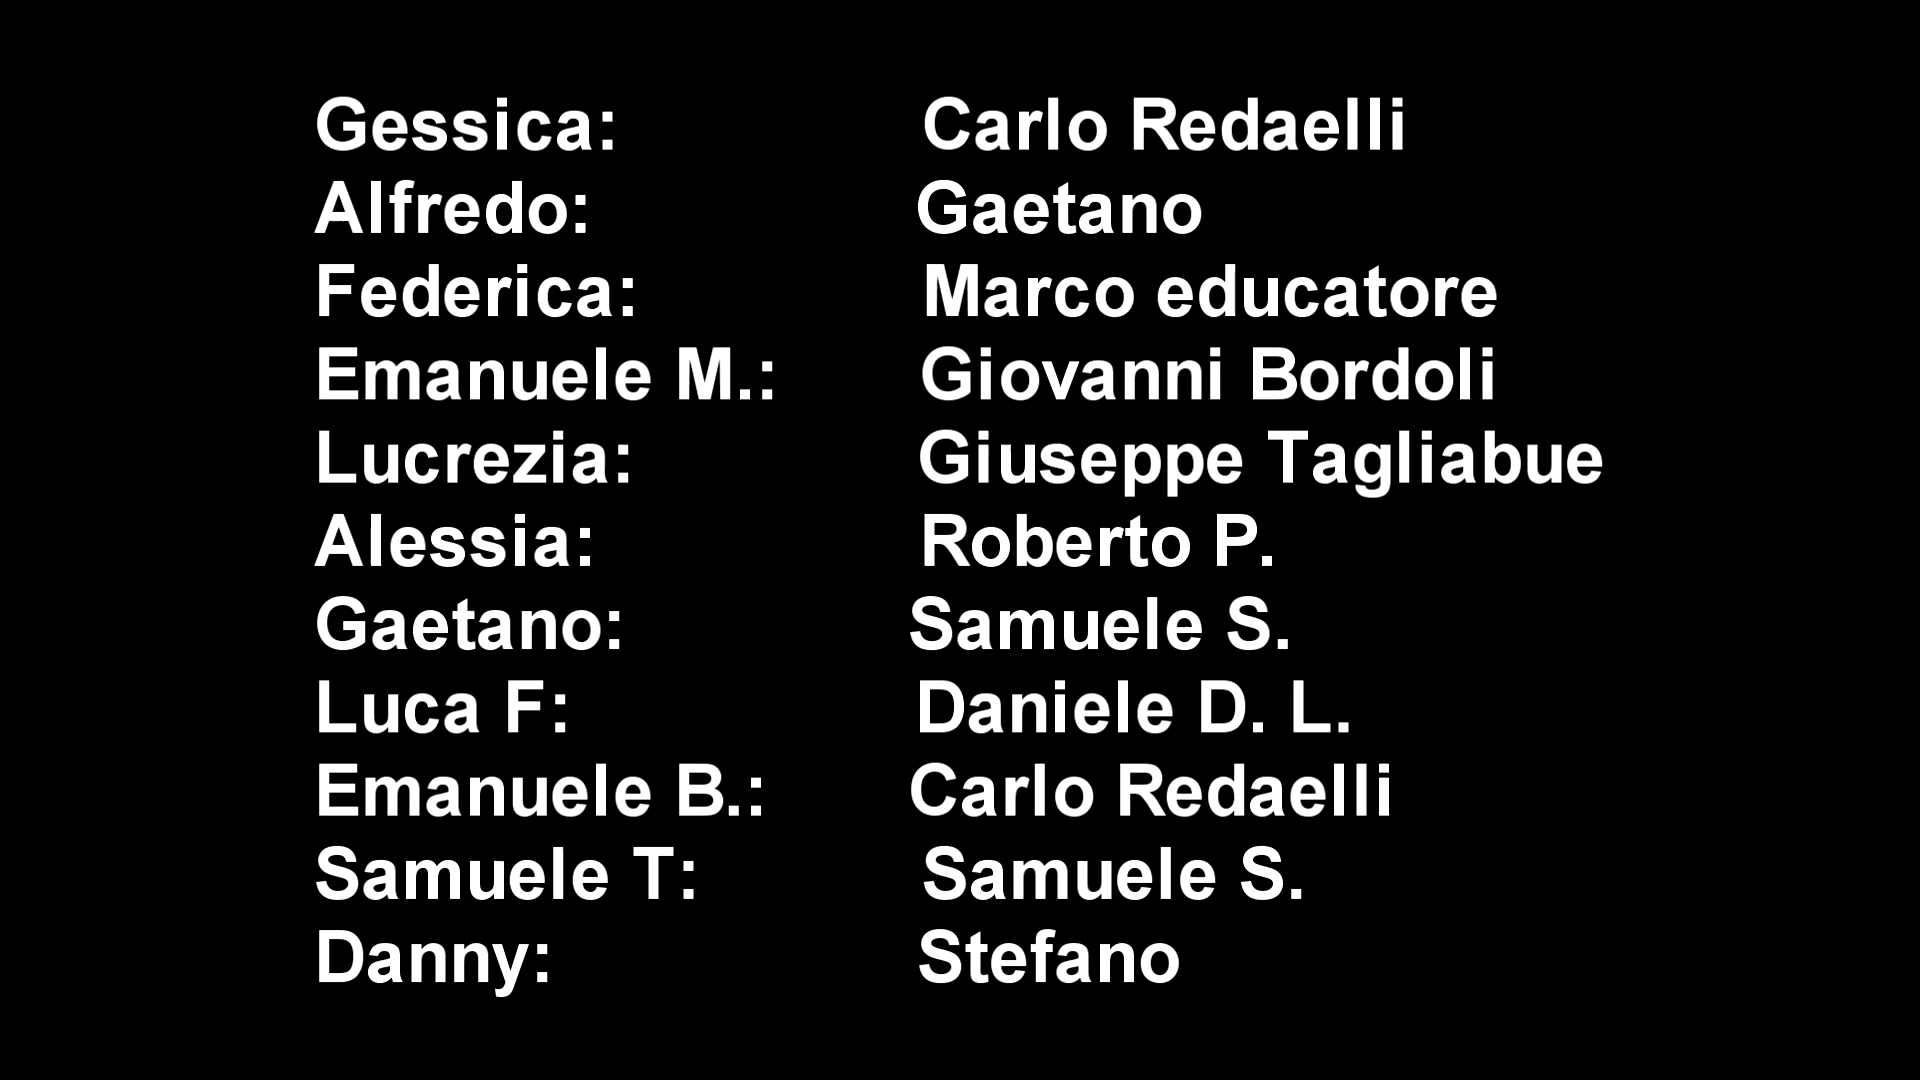 Gessica: Carlo Redaelli
Alfredo: Gaetano
Federica: Marco educatore
Emanuele M.: Giovanni Bordoli
Lucrezia: Giuseppe Tagliabue
Alessia: Roberto P.
Gaetano: Samuele S.
Luca F: Daniele D. L.
Emanuele B.: Carlo Redaelli
Samuele T: Samuele S.
Danny: Stefano